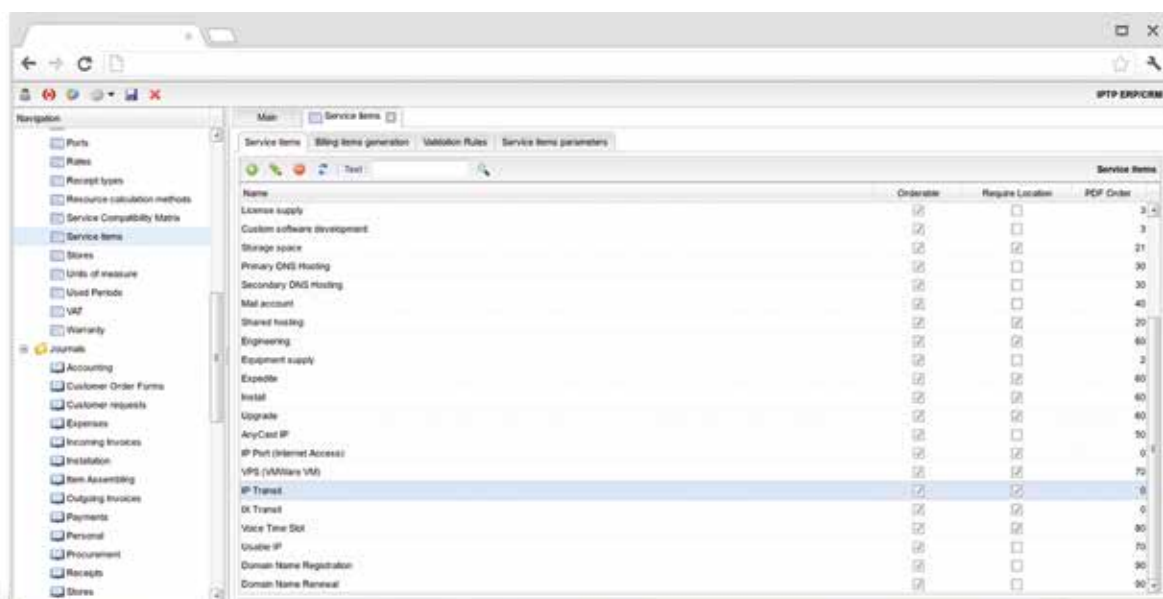 IPTP ERP/CRM
Navigation
Main
Service items
Service items Billing items generation Validation Rules Service items parameters
Text
Service items
Name Orderable Require Location PDF Order
License supply 3
Custom software development 3
Storage space 21
Primary DNS Hosting 30
Secondary DNS Hosting 30
Mail account 40
Shared hosting 20
Engineering 60
Equipment supply 2
Expedite 60
Install 60
Upgrade 60
AnyCast IP 50
IP Port (Internet Access) 0
VPS (VMWare VM) 70
IP Transit 0
IX Transit 0
Voice Time Slot 80
Usable IP 70
Domain Name Registration 90
Domain Name Renewal 90
Ports
Rates
Receipt types
Resource calculation methods
Service Compatibility Matrix
Service items
Stores
Units of measure
Used Periods
VAT
Warranty
Journals
Accounting
Customer Order Forms
Customer requests
Expenses
Incoming Invoices
Installation
Item Assembling
Outgoing Invoices
Payments
Personal
Procurement
Receipts
Stores